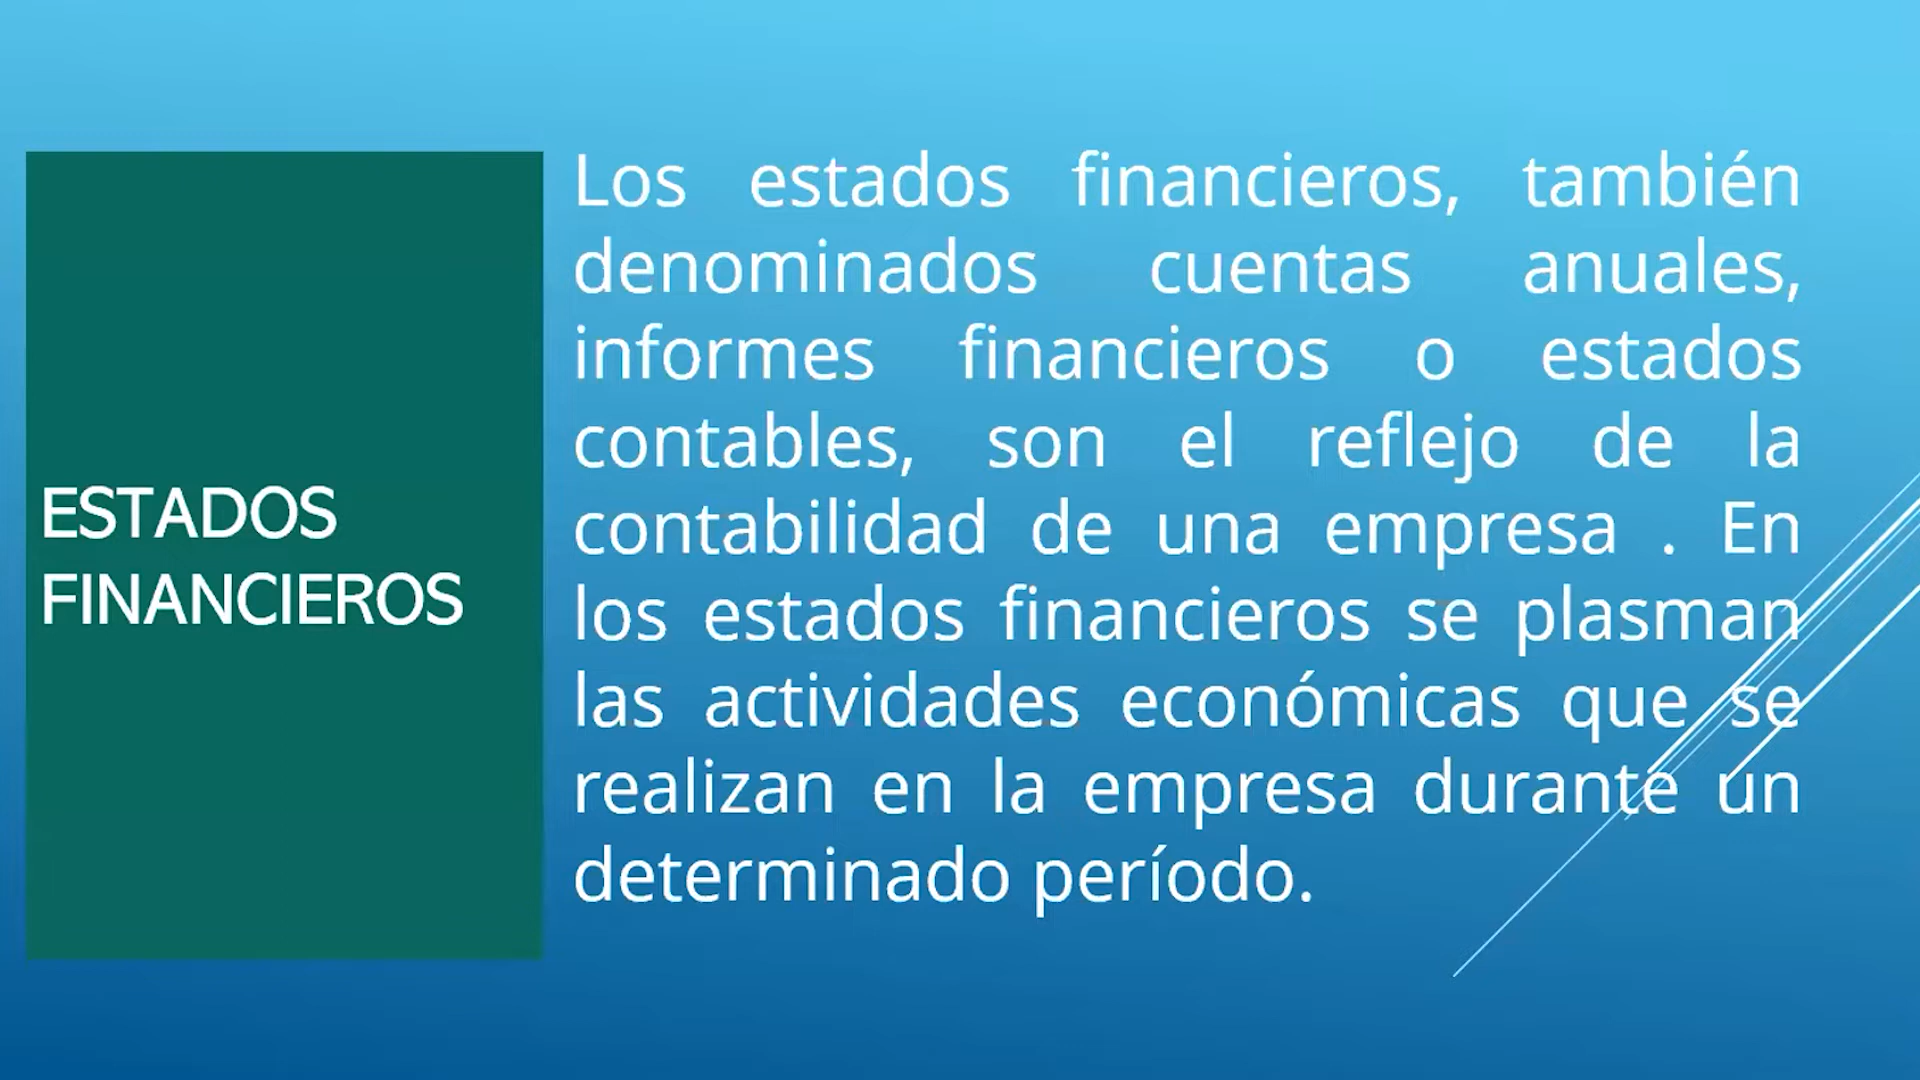 ESTADOS
FINANCIEROS
Los estados financieros, también
denominados cuentas anuales,
informes financieros o estados
contables, son el reflejo de la
contabilidad de una empresa . En
los estados financieros se plasman
las actividades económicas que se
realizan en la empresa durante un
determinado período.